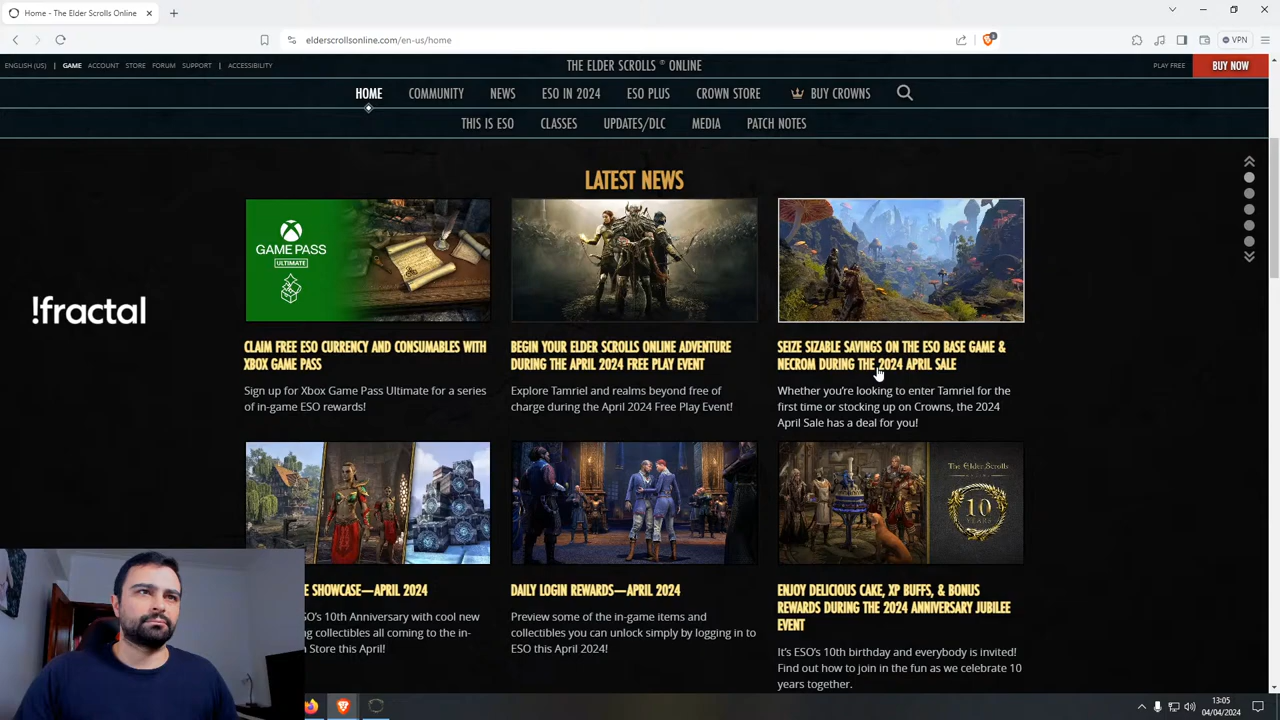 Home - The Elder Scrolls Online
elderscrollsonline.com/en-us/home
VPN
ENGLISH (US) | GAME ACCOUNT STORE FORUM SUPPORT | ACCESSIBILITY
THE ELDER SCROLLS ® ONLINE
PLAY FREE
BUY NOW
HOME COMMUNITY NEWS ESO IN 2024 ESO PLUS CROWN STORE BUY CROWNS
THIS IS ESO CLASSES UPDATES/DLC MEDIA PATCH NOTES
LATEST NEWS
!fractal
GAME PASS
ULTIMATE
CLAIM FREE ESO CURRENCY AND CONSUMABLES WITH
XBOX GAME PASS
Sign up for Xbox Game Pass Ultimate for a series
of in-game ESO rewards!
BEGIN YOUR ELDER SCROLLS ONLINE ADVENTURE
DURING THE APRIL 2024 FREE PLAY EVENT
Explore Tamriel and realms beyond free of
charge during the April 2024 Free Play Event!
SEIZE SIZABLE SAVINGS ON THE ESO BASE GAME &
NECROM DURING THE 2024 APRIL SALE
Whether you're looking to enter Tamriel for the
first time or stocking up on Crowns, the 2024
April Sale has a deal for you!
E SHOWCASE—APRIL 2024
ESO's 10th Anniversary with cool new
ng collectibles all coming to the in-
n Store this April!
DAILY LOGIN REWARDS—APRIL 2024
Preview some of the in-game items and
collectibles you can unlock simply by logging in to
ESO this April 2024!
The Elder Scrolls
10
YEARS
ENJOY DELICIOUS CAKE, XP BUFFS, & BONUS
REWARDS DURING THE 2024 ANNIVERSARY JUBILEE
EVENT
It's ESO's 10th birthday and everybody is invited!
Find out how to join in the fun as we celebrate 10
years together.
13:05
04/04/2024